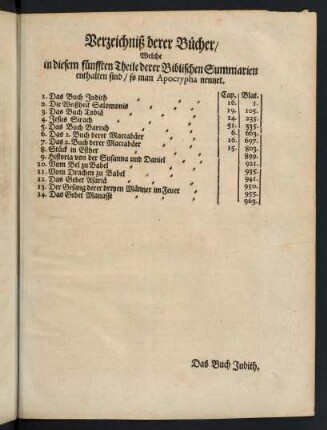 Verzeichniß derer Bücher/
Welche
in diesem fünfften Theile derer Biblischen Summarien
enthalten sind/ so man Apocrypha nennet.
Cap. Blat.
1. Das Buch Judith 16. 1.
2. Die Weißheit Salomonis 19. 105.
3. Das Buch Tobiä 14. 235.
4. Jesus Sirach 51. 335.
5. Das Buch Baruch 6. 663.
6. Das 1. Buch derer Maccabäer 16. 697.
7. Das 2. Buch derer Maccabäer 15. 803.
8. Stück in Esther 899.
9. Historia von der Susanna und Daniel 921.
10. Vom Bel zu Babel 935.
11. Vom Drachen zu Babel 941.
12. Das Gebet Asariä 950.
13. Der Gesang derer dreyen Männer im Feuer 955.
14. Das Gebet Manasse 963.
Das Buch Judith.